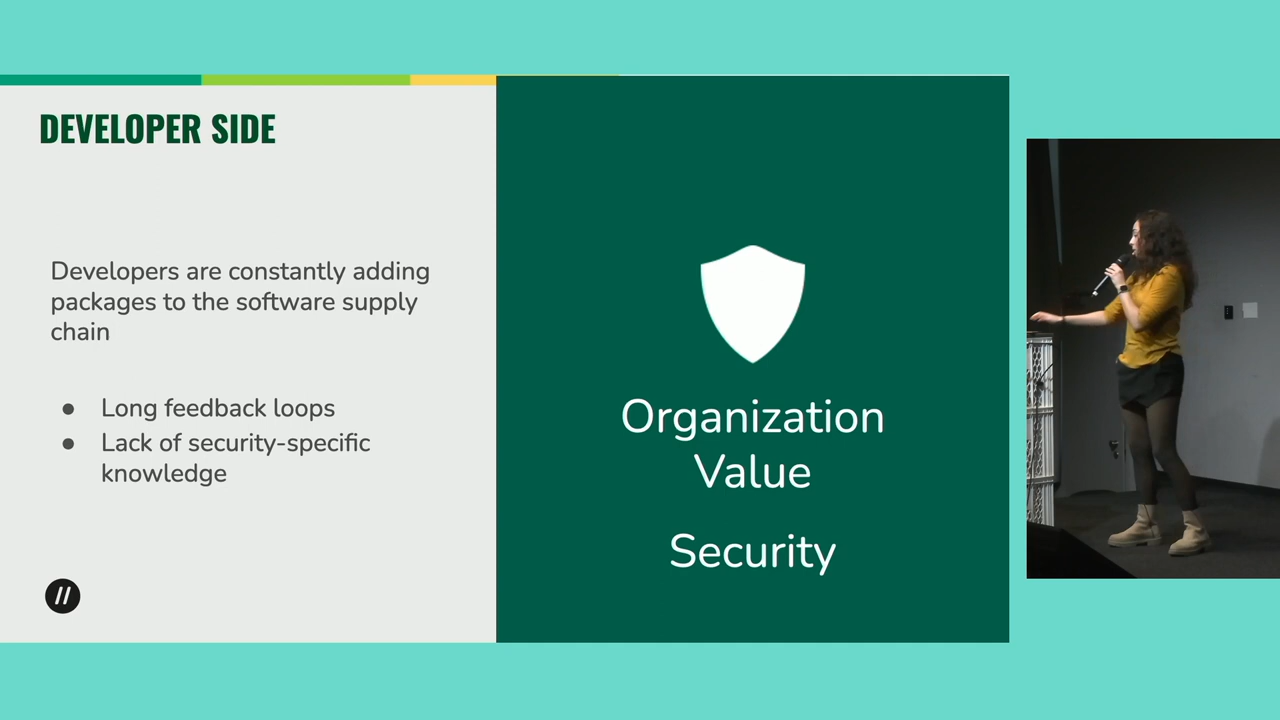 DEVELOPER SIDE
Developers are constantly adding
packages to the software supply
chain
● Long feedback loops
● Lack of security-specific
knowledge
Organization
Value
Security